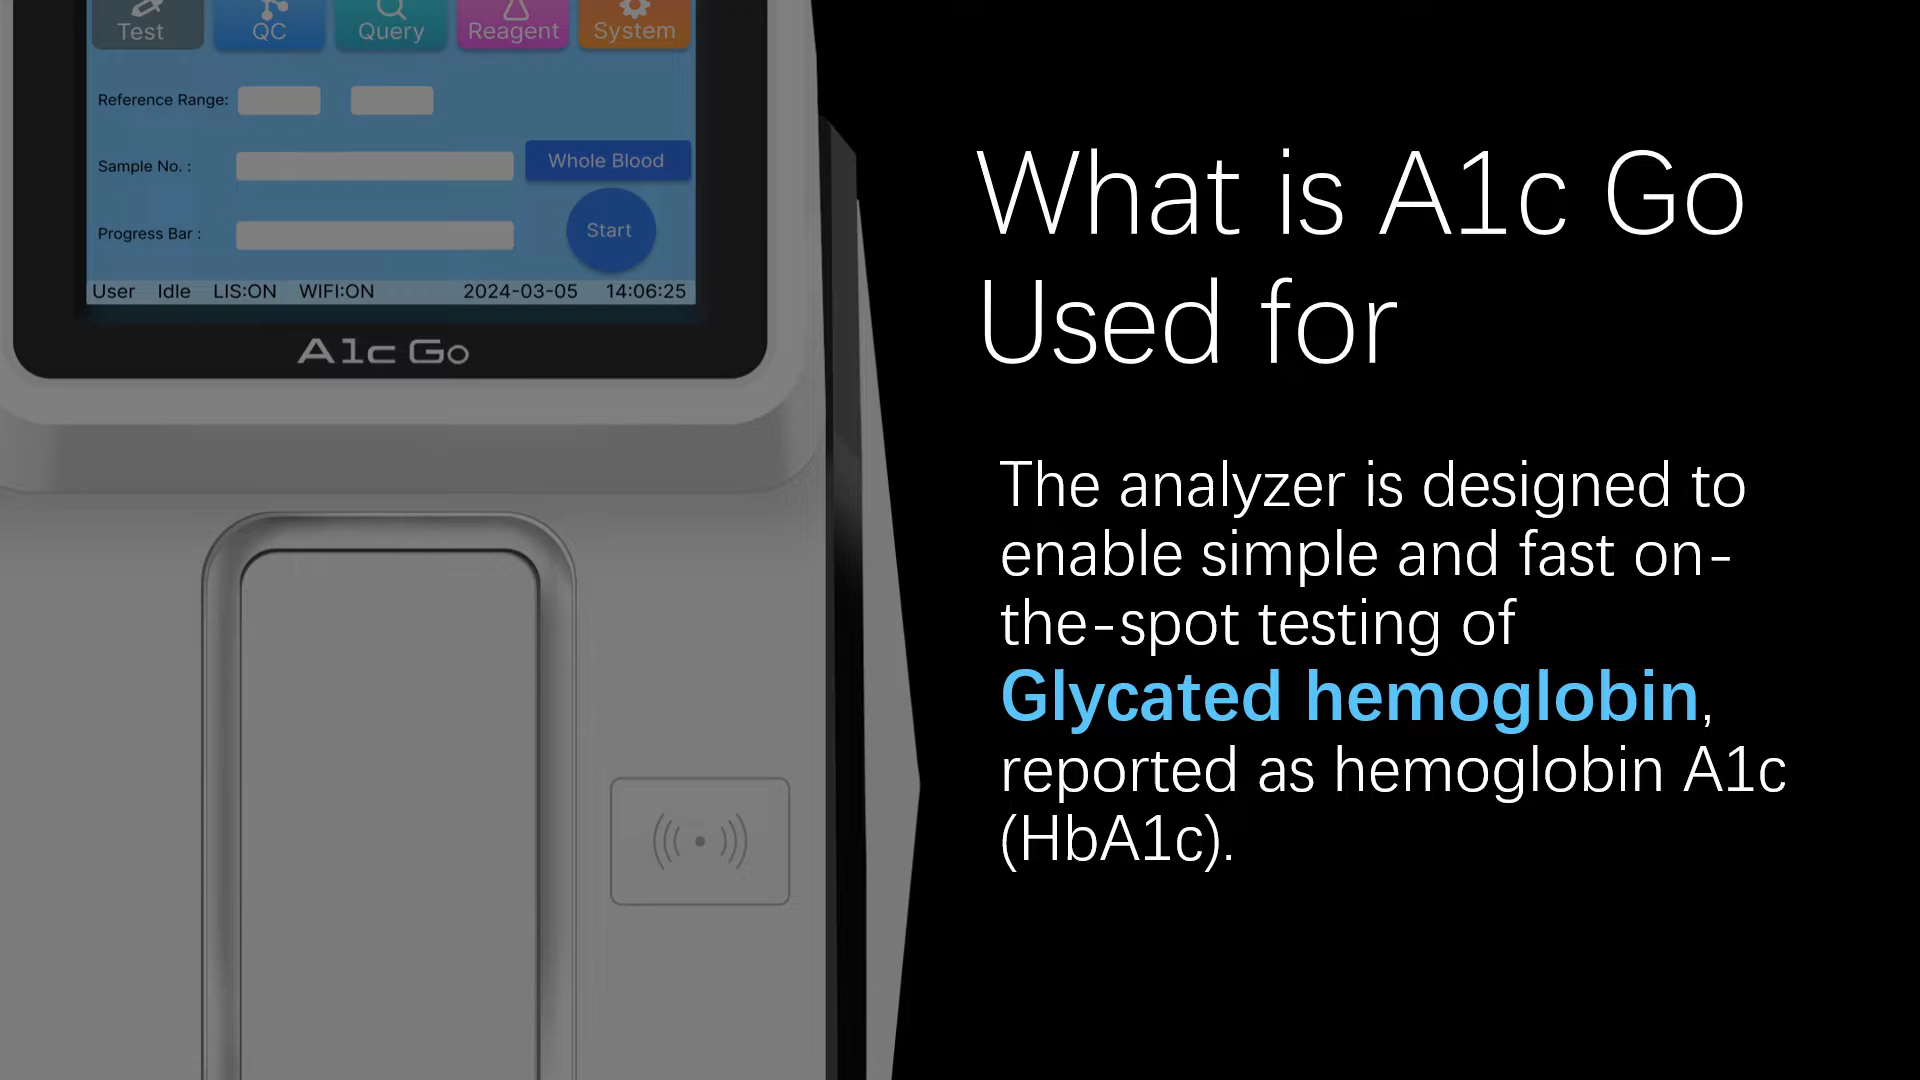 Test QC Query Reagent System
Reference Range:
Sample No. :
Whole Blood
Progress Bar :
Start
User Idle LIS:ON WIFI:ON 2024-03-05 14:06:25
A1c Go
What is A1c Go
Used for
The analyzer is designed to
enable simple and fast on-
the-spot testing of
Glycated hemoglobin,
reported as hemoglobin A1c
(HbA1c).